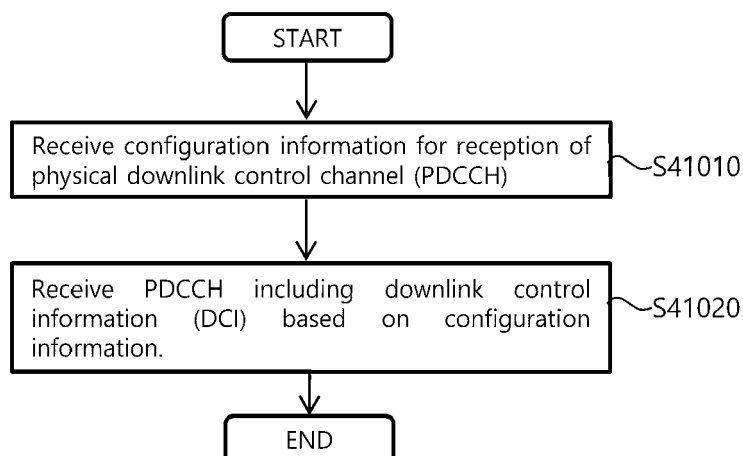 START
Receive configuration information for reception of
physical downlink control channel (PDCCH)
S41010
Receive PDCCH including downlink control
information (DCI) based on configuration
information.
S41020
END